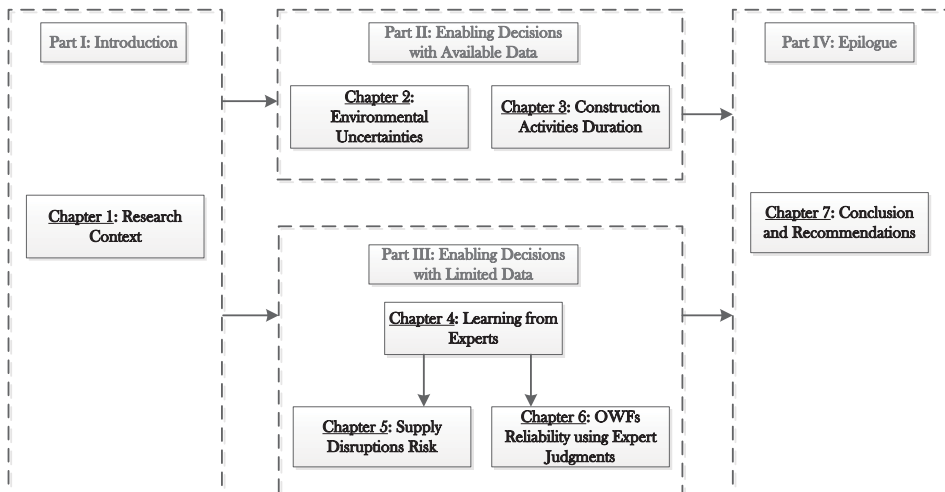 Part I: Introduction
Chapter 1: Research
Context
Part II: Enabling Decisions
with Available Data
Chapter 2:
Environmental
Uncertainties
Chapter 3: Construction
Activities Duration
Part III: Enabling Decisions
with Limited Data
Chapter 4: Learning from
Experts
Chapter 5: Supply
Disruptions Risk
Chapter 6: OWFs
Reliability using Expert
Judgments
Part IV: Epilogue
Chapter 7: Conclusion
and Recommendations